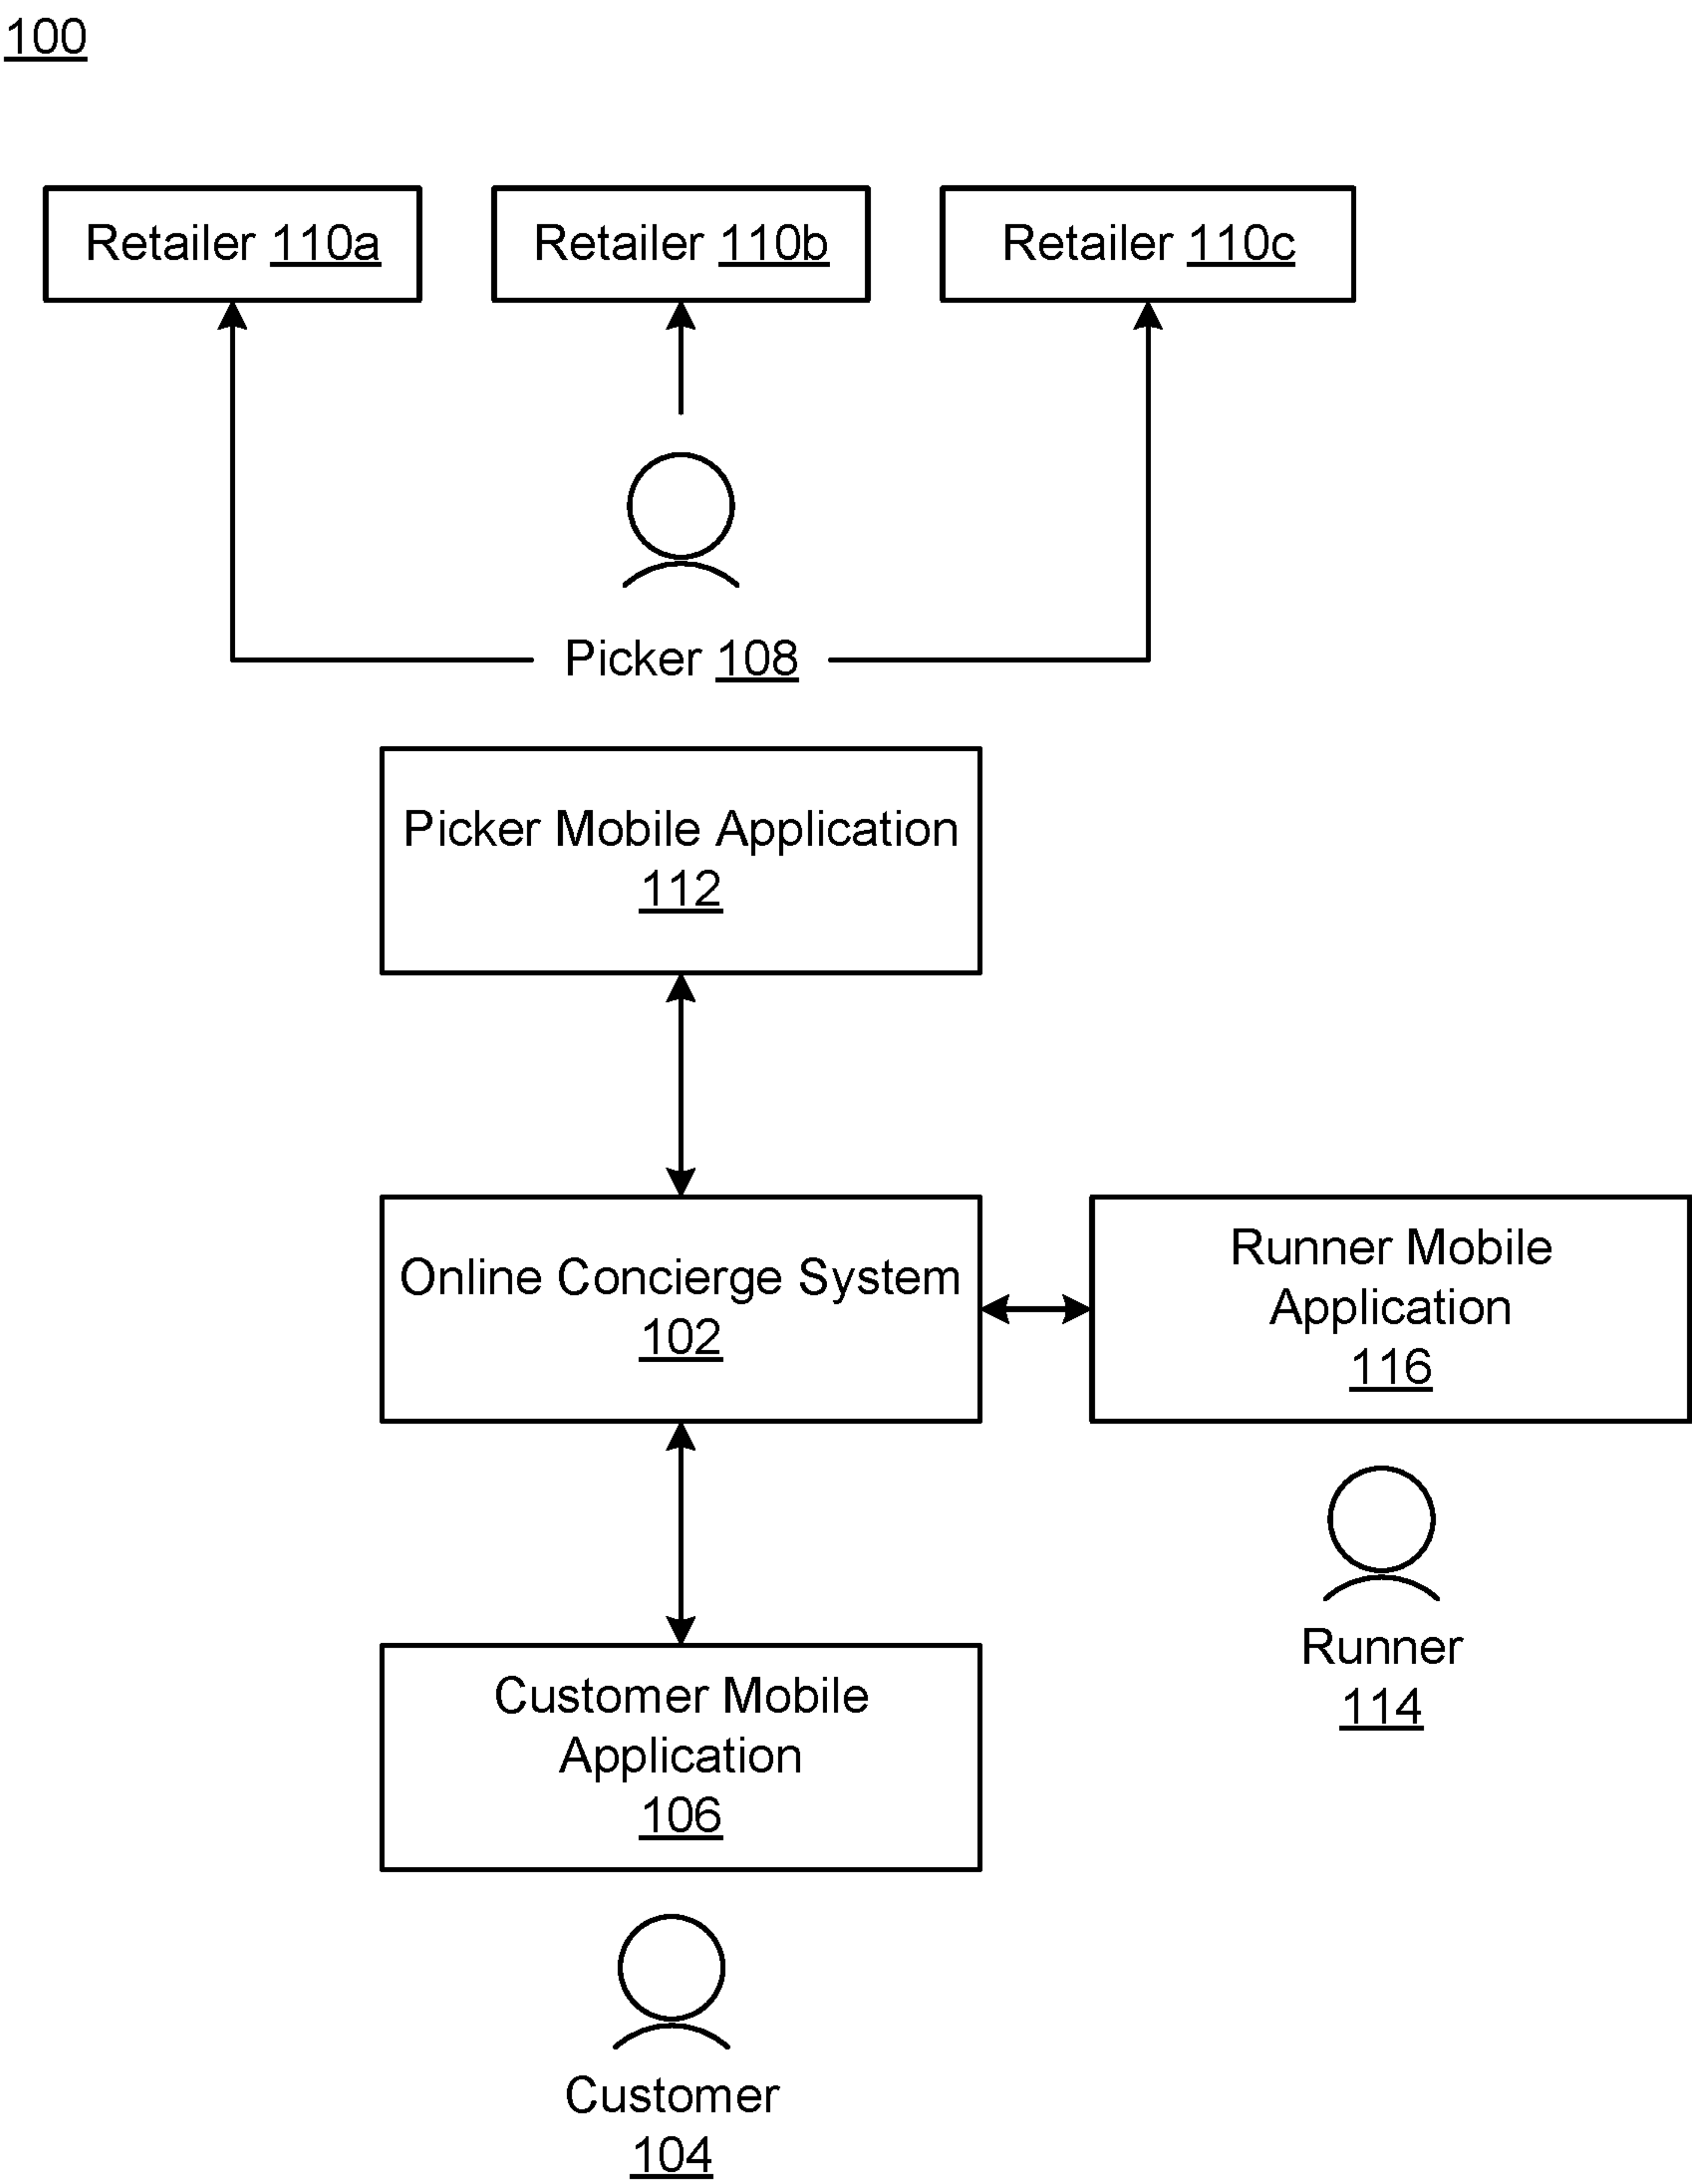 100
Retailer 110a
Retailer 110b
Retailer 110c
Picker 108
Picker Mobile Application
112
Online Concierge System
102
Runner Mobile
Application
116
Runner
114
Customer Mobile
Application
106
Customer
104